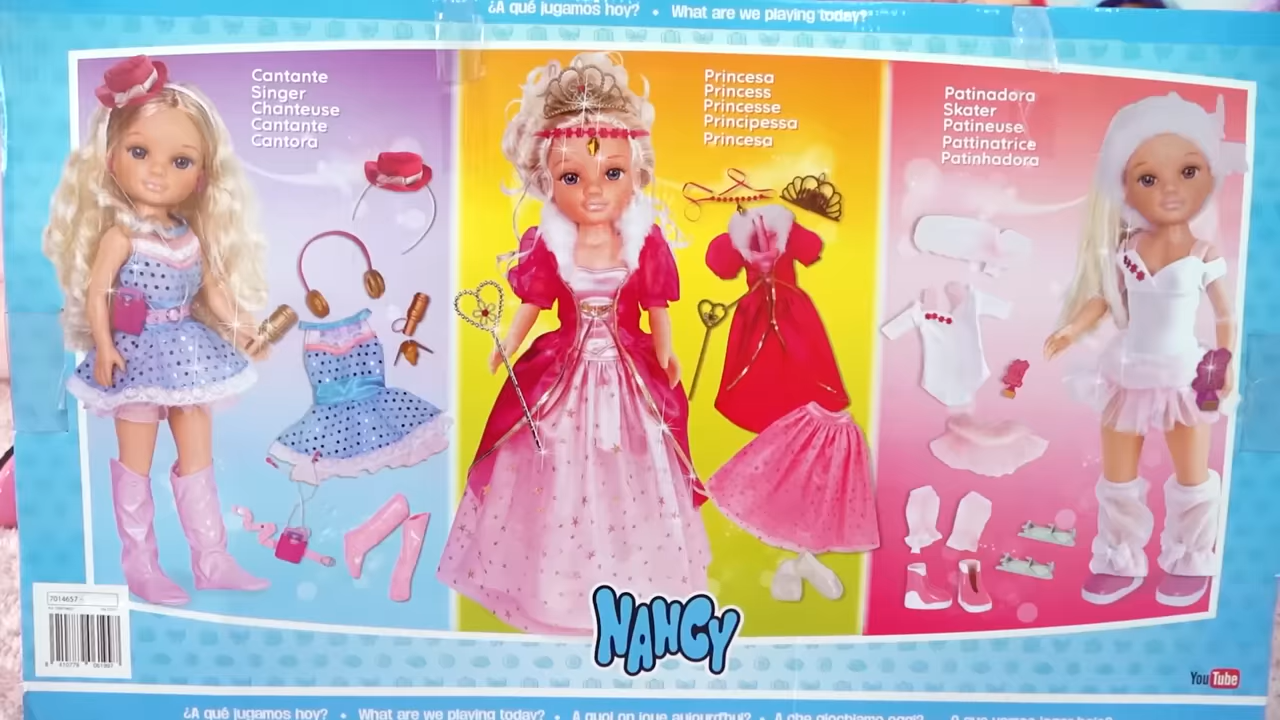 ¿A qué jugamos hoy? • What are we playing today?
Cantante
Singer
Chanteuse
Cantante
Cantora
Princesa
Princess
Princesse
Principessa
Princesa
Patinadora
Skater
Patineuse
Pattinatrice
Patinhadora
NANCY
7014657
YouTube
¿A qué jugamos hoy? • What are we playing today? • A quoi on joue aujourd'hui? • A che giochiamo oggi?